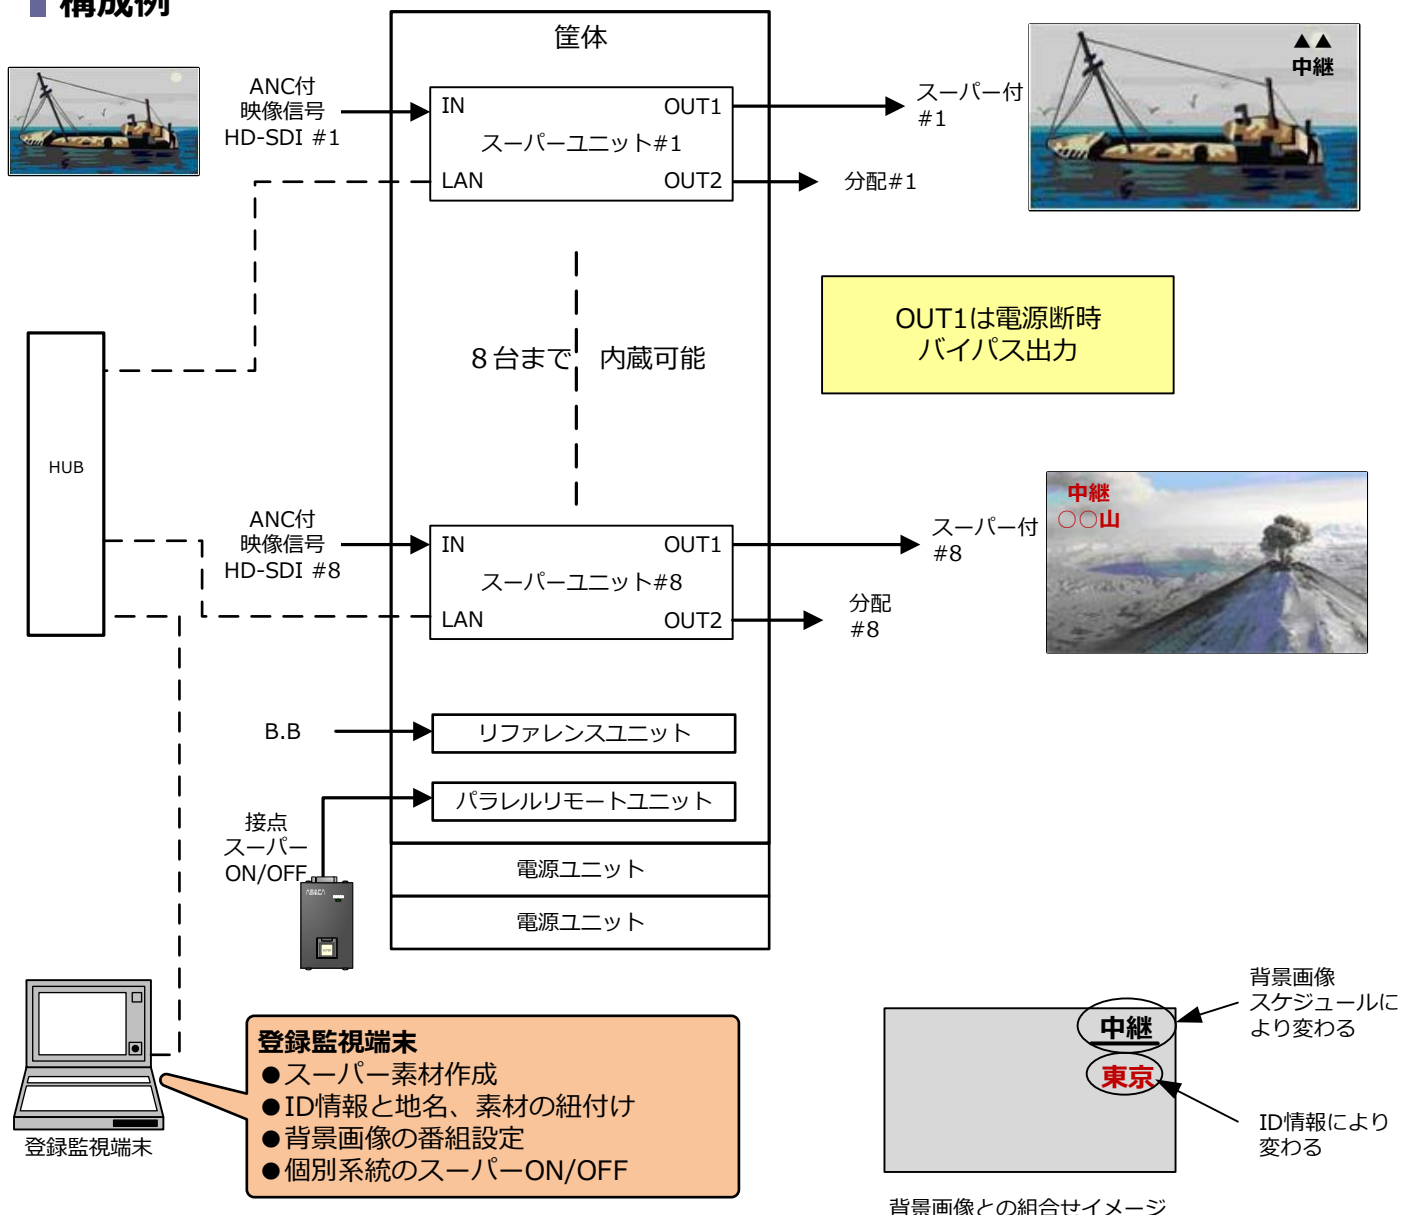 構成例
筐体
ANC付
映像信号
HD-SDI #1
IN
OUT1
スーパーユニット#1
LAN
OUT2
スーパー付
#1
分配#1
▲▲
中継
8台まで 内蔵可能
OUT1は電源断時
バイパス出力
HUB
ANC付
映像信号
HD-SDI #8
IN
OUT1
スーパーユニット#8
LAN
OUT2
スーパー付
#8
分配
#8
中継
○○山
B.B
リファレンスユニット
パラレルリモートユニット
接点
スーパー
ON/OFF
電源ユニット
電源ユニット
登録監視端末
登録監視端末
●スーパー素材作成
●ID情報と地名、素材の紐付け
●背景画像の番組設定
●個別系統のスーパーON/OFF
中継
東京
背景画像
スケジュールに
より変わる
ID情報により
変わる
背景画像との組合せイメージ